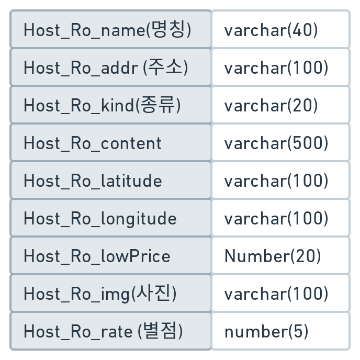 Host_Ro_name(명칭) varchar(40)
Host_Ro_addr (주소) varchar(100)
Host_Ro_kind(종류) varchar(20)
Host_Ro_content varchar(500)
Host_Ro_latitude varchar(100)
Host_Ro_longitude varchar(100)
Host_Ro_lowPrice Number(20)
Host_Ro_img(사진) varchar(100)
Host_Ro_rate (별점) number(5)